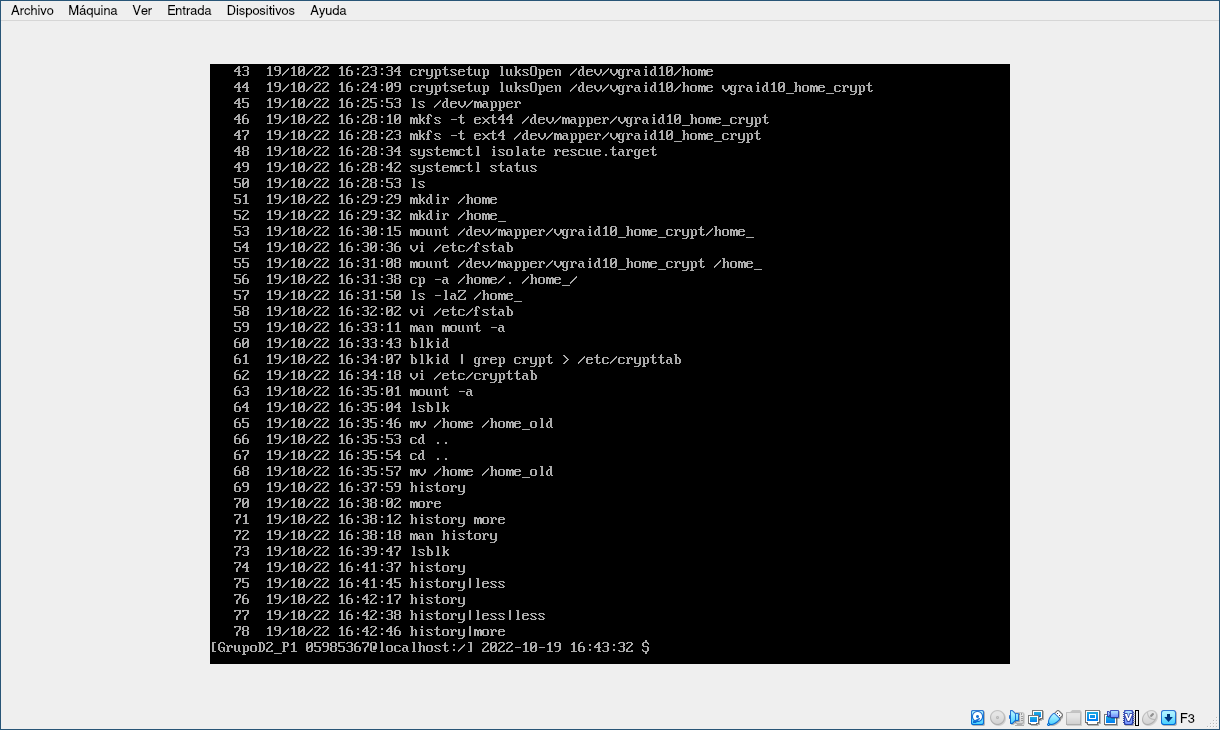 Archivo Máquina Ver Entrada Dispositivos Ayuda
43 19/10/22 16:23:34 cryptsetup luksOpen /dev/vgraid10/home
44 19/10/22 16:24:09 cryptsetup luksOpen /dev/vgraid10/home vgraid10_home_crypt
45 19/10/22 16:25:53 ls /dev/mapper
46 19/10/22 16:28:10 mkfs -t ext44 /dev/mapper/vgraid10_home_crypt
47 19/10/22 16:28:23 mkfs -t ext4 /dev/mapper/vgraid10_home_crypt
48 19/10/22 16:28:34 systemctl isolate rescue.target
49 19/10/22 16:28:42 systemctl status
50 19/10/22 16:28:53 ls
51 19/10/22 16:29:29 mkdir /home
52 19/10/22 16:29:32 mkdir /home_
53 19/10/22 16:30:15 mount /dev/mapper/vgraid10_home_crypt/home_
54 19/10/22 16:30:36 vi /etc/fstab
55 19/10/22 16:31:08 mount /dev/mapper/vgraid10_home_crypt /home_
56 19/10/22 16:31:38 cp -a /home/. /home_/
57 19/10/22 16:31:50 ls -laZ /home_
58 19/10/22 16:32:02 vi /etc/fstab
59 19/10/22 16:33:11 man mount -a
60 19/10/22 16:33:43 blkid
61 19/10/22 16:34:07 blkid | grep crypt > /etc/crypttab
62 19/10/22 16:34:18 vi /etc/crypttab
63 19/10/22 16:35:01 mount -a
64 19/10/22 16:35:04 lsblk
65 19/10/22 16:35:46 mv /home /home_old
66 19/10/22 16:35:53 cd ..
67 19/10/22 16:35:54 cd ..
68 19/10/22 16:35:57 mv /home /home_old
69 19/10/22 16:37:59 history
70 19/10/22 16:38:02 more
71 19/10/22 16:38:12 history more
72 19/10/22 16:38:18 man history
73 19/10/22 16:39:47 lsblk
74 19/10/22 16:41:37 history
75 19/10/22 16:41:45 history|less
76 19/10/22 16:42:17 history
77 19/10/22 16:42:38 history|less|less
78 19/10/22 16:42:46 history|more
[GrupoD2_P1 05985367@localhost:/] 2022-10-19 16:43:32 $
F3